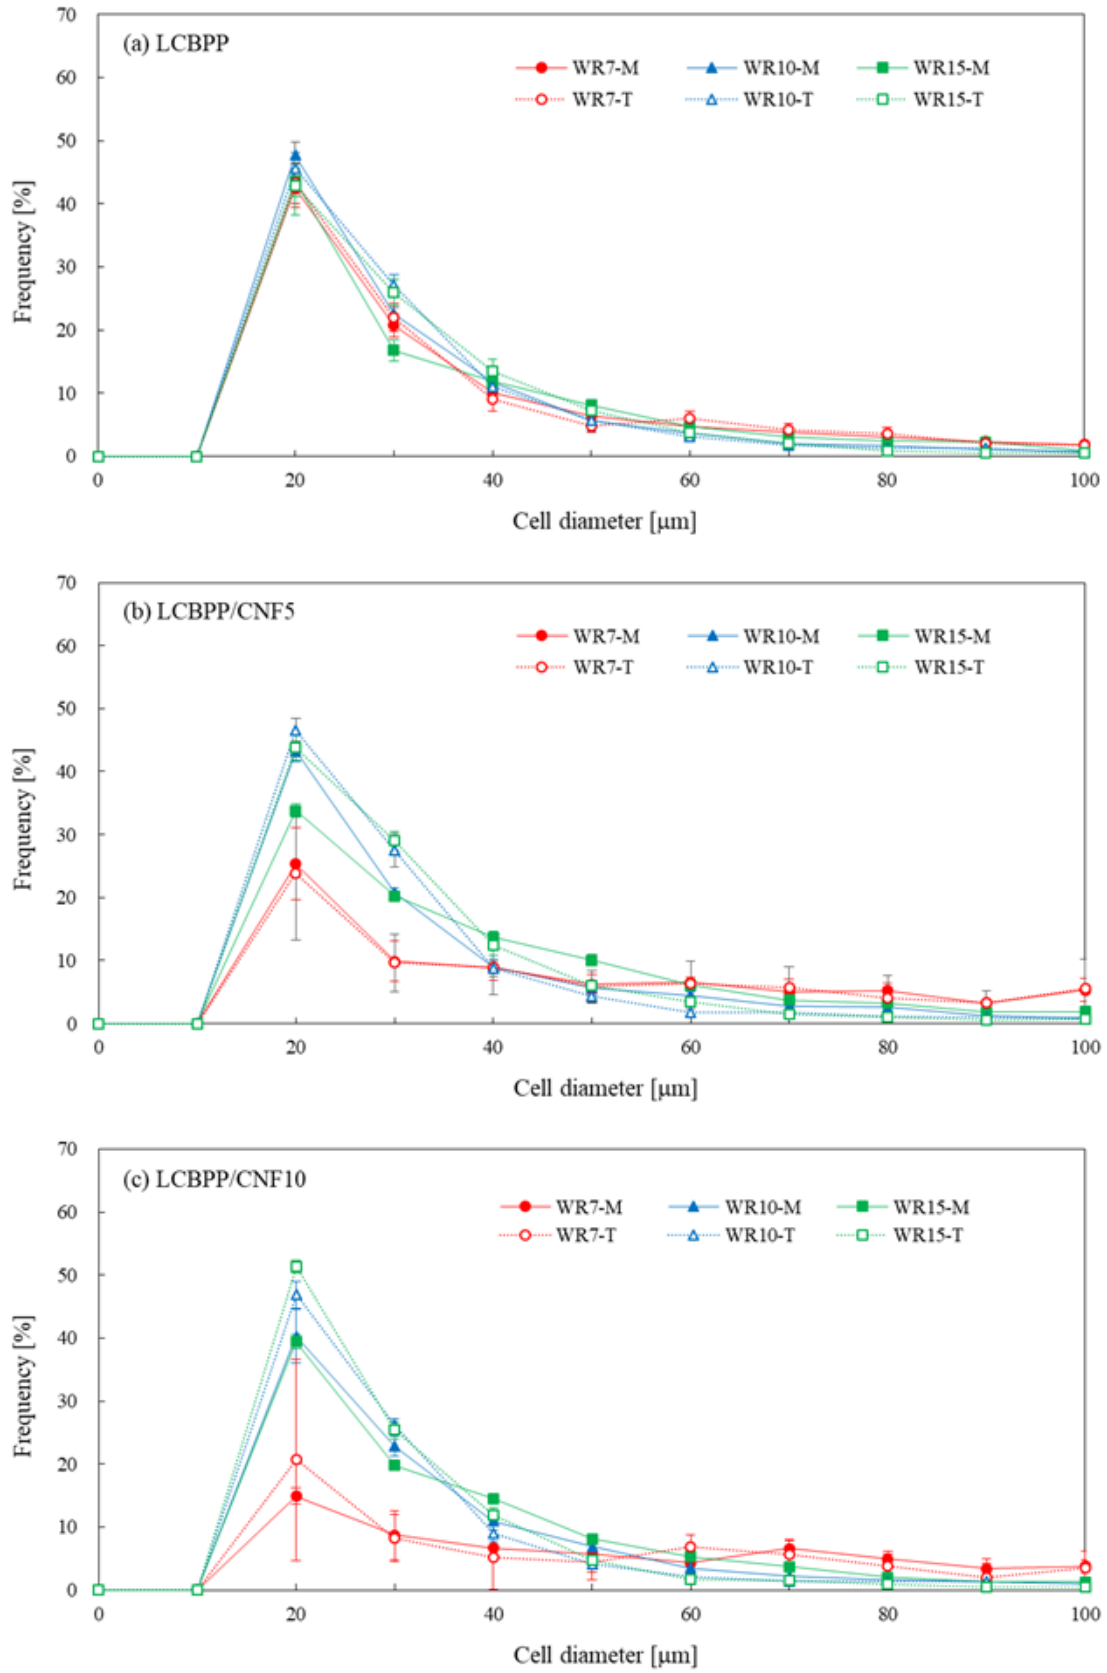 70
(a) LCBPP
WR7-M WR10-M WR15-M
60
WR7-T WR10-T WR15-T
50
40
Frequency [%]
30
20
10
0
0 20 40 60 80 100
Cell diameter [μm]
70
(b) LCBPP/CNF5
WR7-M WR10-M WR15-M
60
WR7-T WR10-T WR15-T
50
40
Frequency [%]
30
20
10
0
0 20 40 60 80 100
Cell diameter [μm]
70
(c) LCBPP/CNF10
WR7-M WR10-M WR15-M
60
WR7-T WR10-T WR15-T
50
40
Frequency [%]
30
20
10
0
0 20 40 60 80 100
Cell diameter [μm]